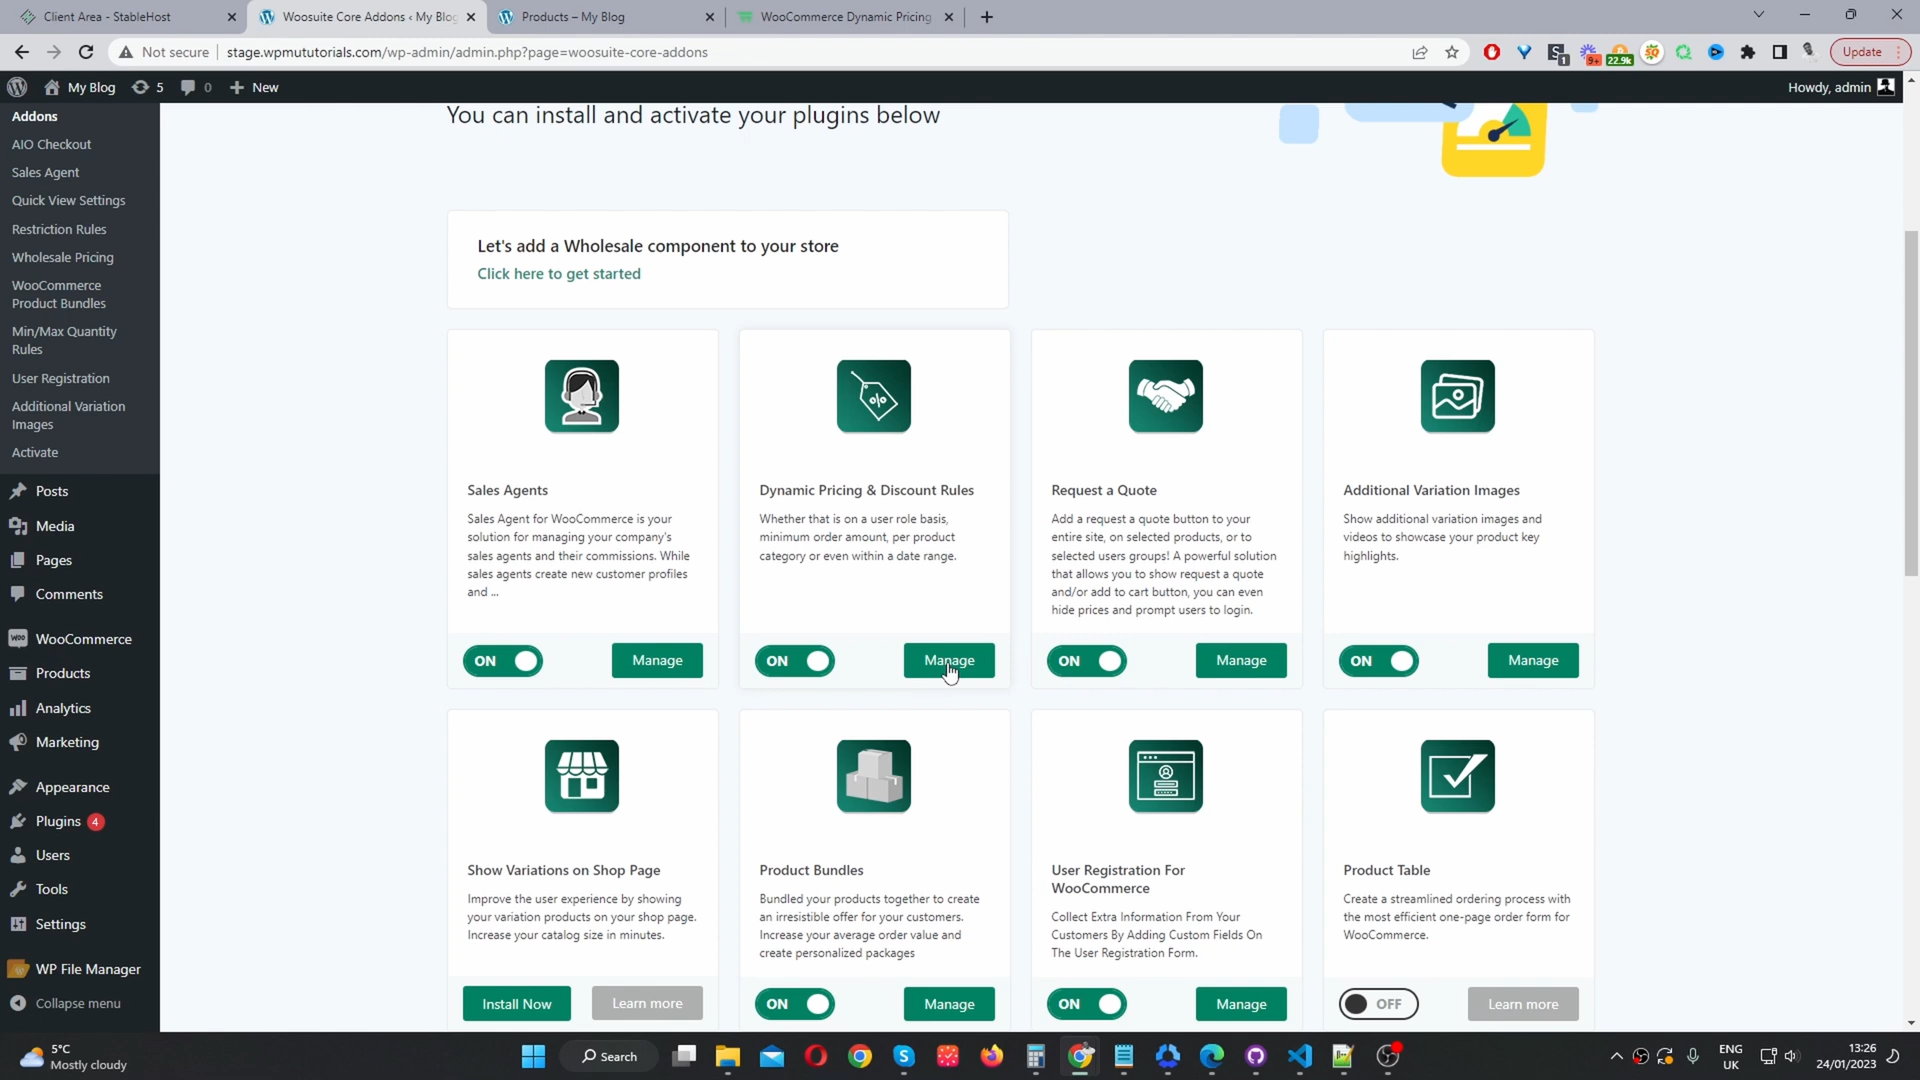 Client Area - StableHost
Woosuite Core Addons ‹ My Blog
Products – My Blog
WooCommerce Dynamic Pricing
Not secure
stage.wpmututorials.com/wp-admin/admin.php?page=woosuite-core-addons
1
9+
22.9k
Update
My Blog
5
0
New
Howdy, admin
Addons
AIO Checkout
Sales Agent
Quick View Settings
Restriction Rules
Wholesale Pricing
WooCommerce
Product Bundles
Min/Max Quantity
Rules
User Registration
Additional Variation
Images
Activate
Posts
Media
Pages
Comments
WooCommerce
Products
Analytics
Marketing
Appearance
Plugins 4
Users
Tools
Settings
WP File Manager
Collapse menu
You can install and activate your plugins below
Let's add a Wholesale component to your store
Click here to get started
Sales Agents
Sales Agent for WooCommerce is your
solution for managing your company's
sales agents and their commissions. While
sales agents create new customer profiles
and ...
ON
Manage
Dynamic Pricing & Discount Rules
Whether that is on a user role basis,
minimum order amount, per product
category or even within a date range.
ON
Manage
Request a Quote
Add a request a quote button to your
entire site, on selected products, or to
selected users groups! A powerful solution
that allows you to show request a quote
and/or add to cart button, you can even
hide prices and prompt users to login.
ON
Manage
Additional Variation Images
Show additional variation images and
videos to showcase your product key
highlights.
ON
Manage
Show Variations on Shop Page
Improve the user experience by showing
your variation products on your shop page.
Increase your catalog size in minutes.
Install Now
Learn more
Product Bundles
Bundled your products together to create
an irresistible offer for your customers.
Increase your average order value and
create personalized packages
ON
Manage
User Registration For
WooCommerce
Collect Extra Information From Your
Customers By Adding Custom Fields On
The User Registration Form.
ON
Manage
Product Table
Create a streamlined ordering process with
the most efficient one-page order form for
WooCommerce.
OFF
Learn more
5°C
Mostly cloudy
Search
ENG
UK
13:26
24/01/2023